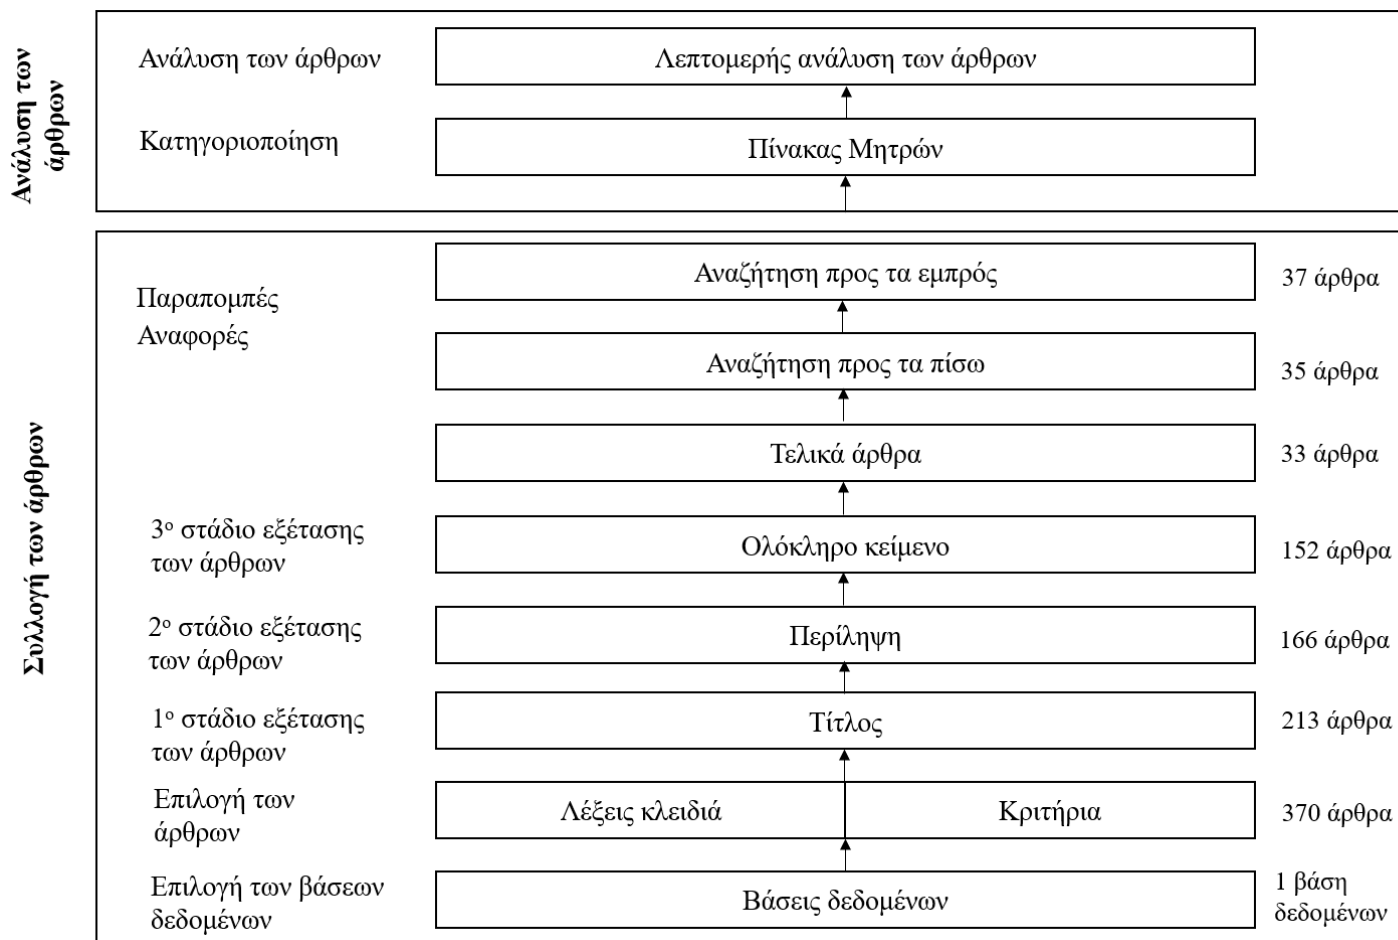 Ανάλυση των
άρθρων
Ανάλυση των άρθρων
Λεπτομερής ανάλυση των άρθρων
Κατηγοριοποίηση
Πίνακας Μητρών
Συλλογή των άρθρων
Παραπομπές
Αναφορές
Αναζήτηση προς τα εμπρός
37 άρθρα
Αναζήτηση προς τα πίσω
35 άρθρα
Τελικά άρθρα
33 άρθρα
3ο στάδιο εξέτασης
των άρθρων
Ολόκληρο κείμενο
152 άρθρα
2ο στάδιο εξέτασης
των άρθρων
Περίληψη
166 άρθρα
1ο στάδιο εξέτασης
των άρθρων
Τίτλος
213 άρθρα
Επιλογή των
άρθρων
Λέξεις κλειδιά
Κριτήρια
370 άρθρα
Επιλογή των βάσεων
δεδομένων
Βάσεις δεδομένων
1 βάση
δεδομένων